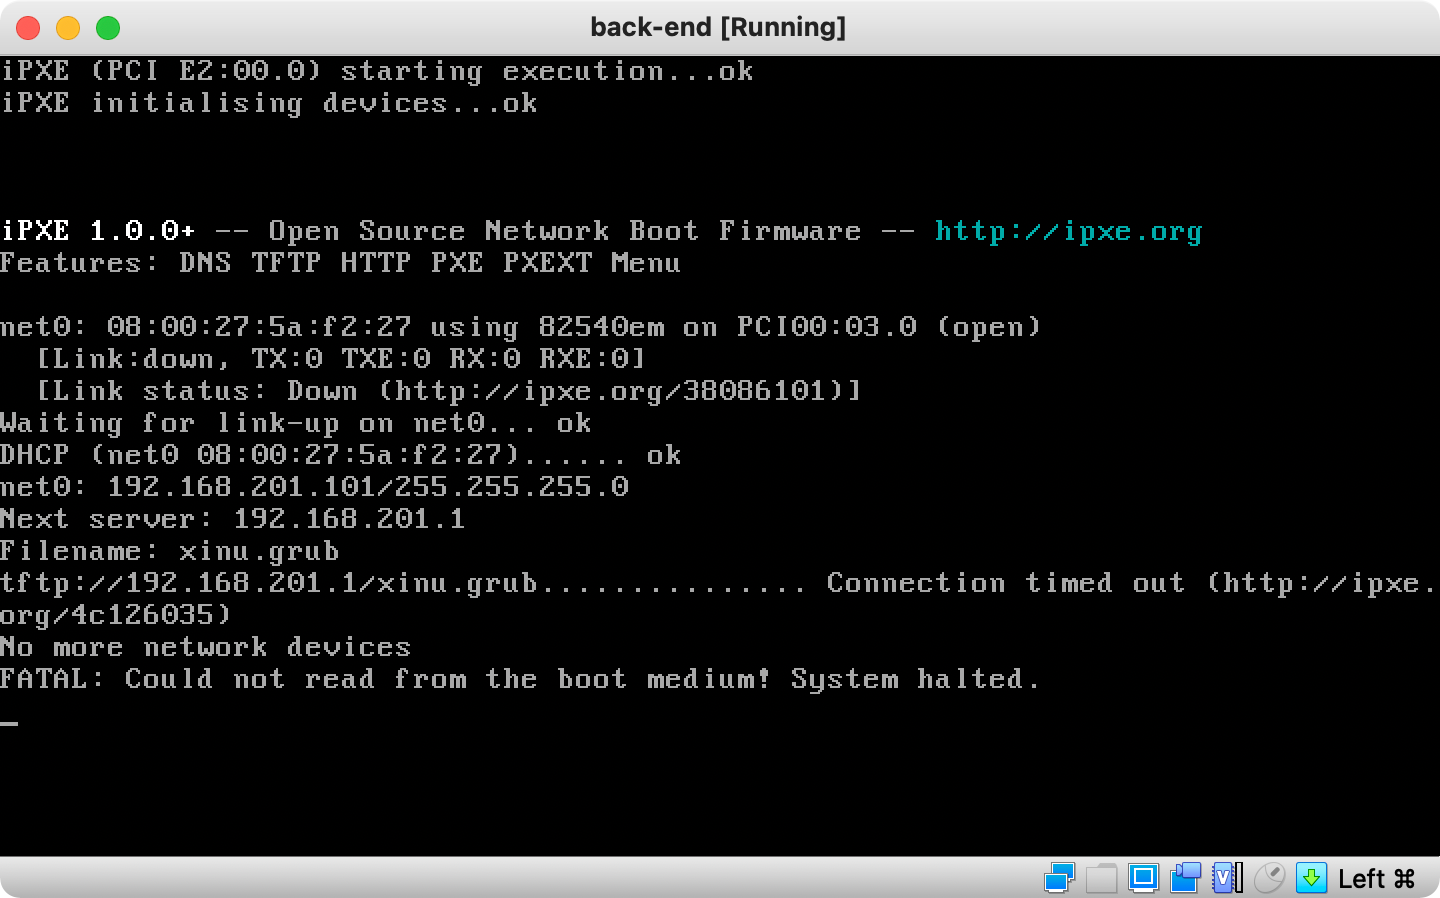 back-end [Running]
iPXE (PCI E2:00.0) starting execution...ok
iPXE initialising devices...ok
iPXE 1.0.0+ -- Open Source Network Boot Firmware -- http://ipxe.org
Features: DNS TFTP HTTP PXE PXEXT Menu
net0: 08:00:27:5a:f2:27 using 82540em on PCI00:03.0 (open)
[Link:down, TX:0 TXE:0 RX:0 RXE:0]
[Link status: Down (http://ipxe.org/38086101)]
Waiting for link-up on net0... ok
DHCP (net0 08:00:27:5a:f2:27)...... ok
net0: 192.168.201.101/255.255.255.0
Next server: 192.168.201.1
Filename: xinu.grub
tftp://192.168.201.1/xinu.grub............... Connection timed out (http://ipxe.
org/4c126035)
No more network devices
FATAL: Could not read from the boot medium! System halted.
_
Left ⌘